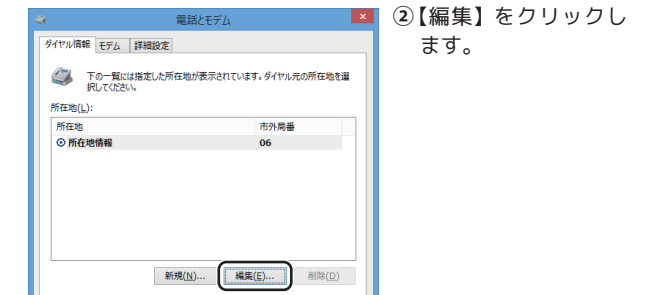 電話とモデム
ダイヤル情報 モデム 詳細設定
下の一覧には指定した所在地が表示されています。ダイヤル元の所在地を選
択してください。
所在地(L):
所在地 市外局番
所在地情報 06
新規(N)... 編集(E)... 削除(D)
②【編集】をクリックし
ます。